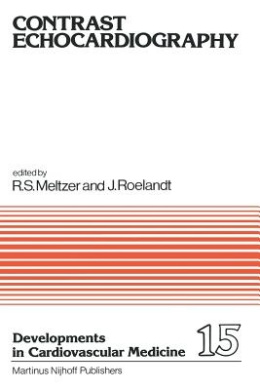 CONTRAST
ECHOCARDIOGRAPHY
edited by
R.S. Meltzer and J. Roelandt
Developments
in Cardiovascular Medicine
15
Martinus Nijhoff Publishers